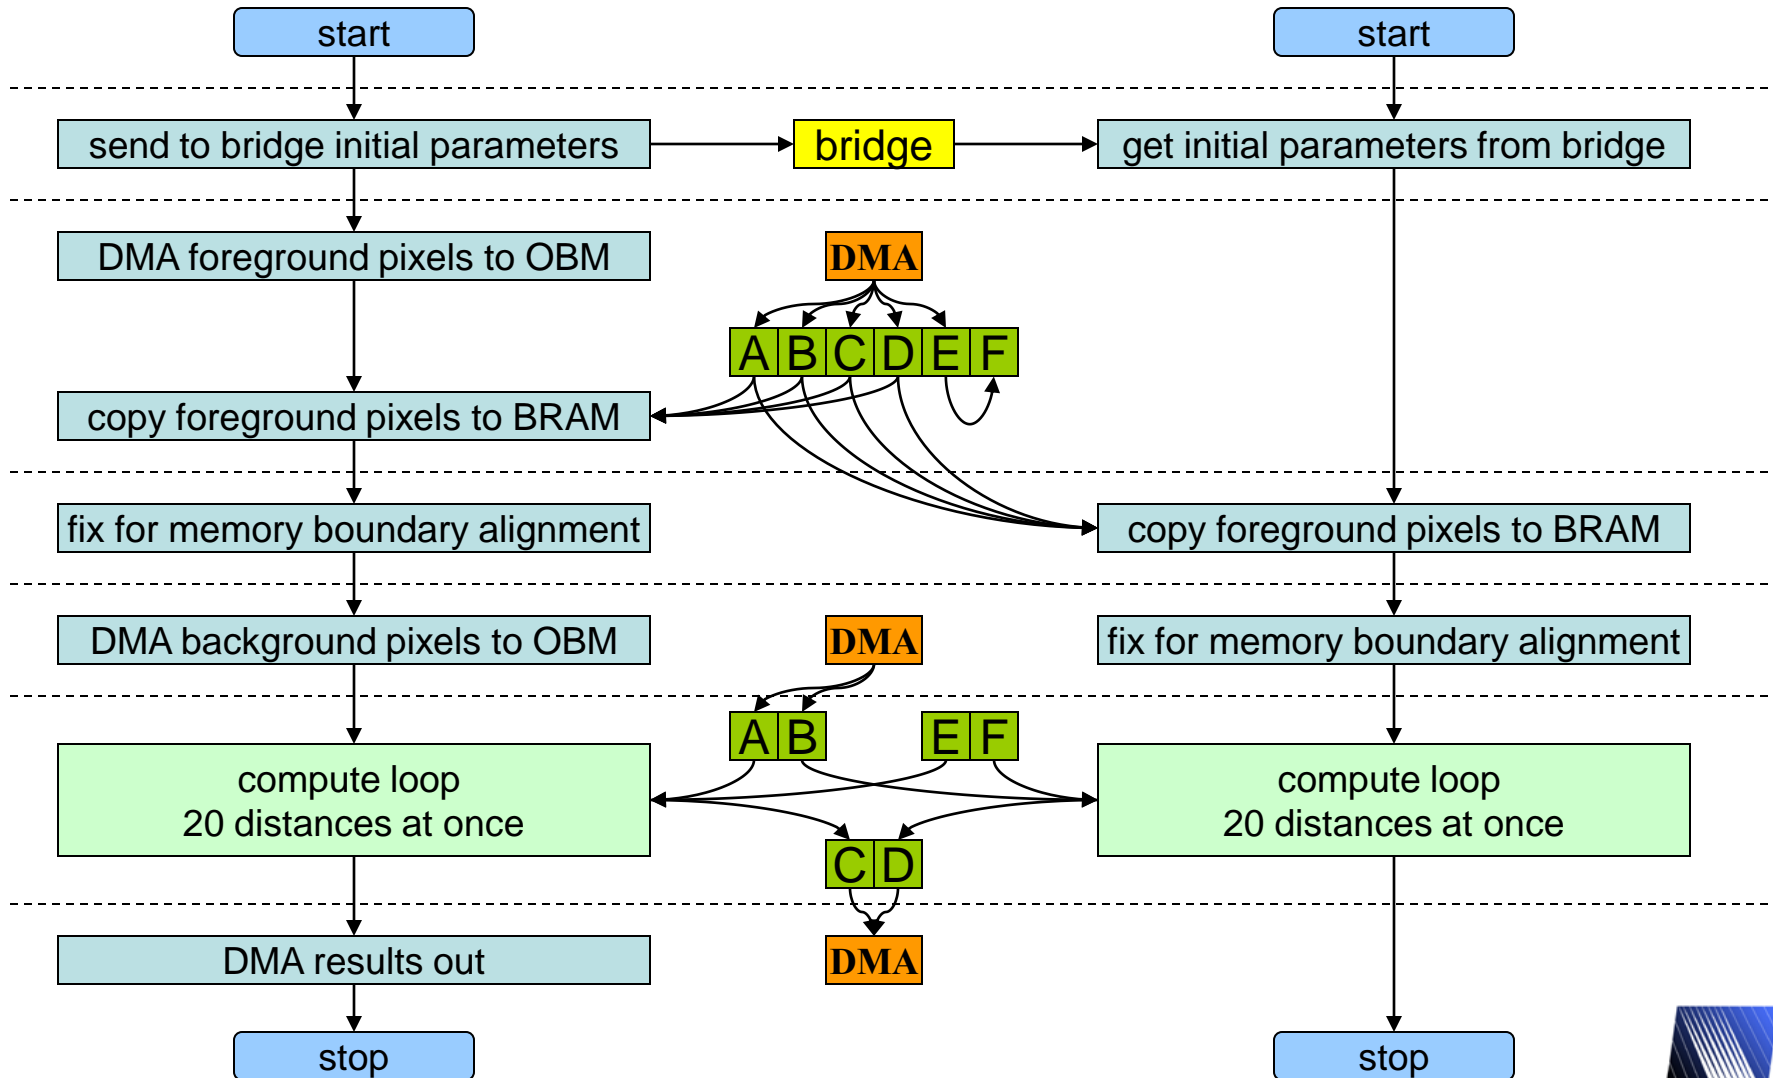 start
start
send to bridge initial parameters
bridge
get initial parameters from bridge
DMA foreground pixels to OBM
DMA
A B C D E F
copy foreground pixels to BRAM
fix for memory boundary alignment
copy foreground pixels to BRAM
DMA background pixels to OBM
DMA
fix for memory boundary alignment
A B
E F
compute loop
20 distances at once
compute loop
20 distances at once
C D
DMA results out
DMA
stop
stop